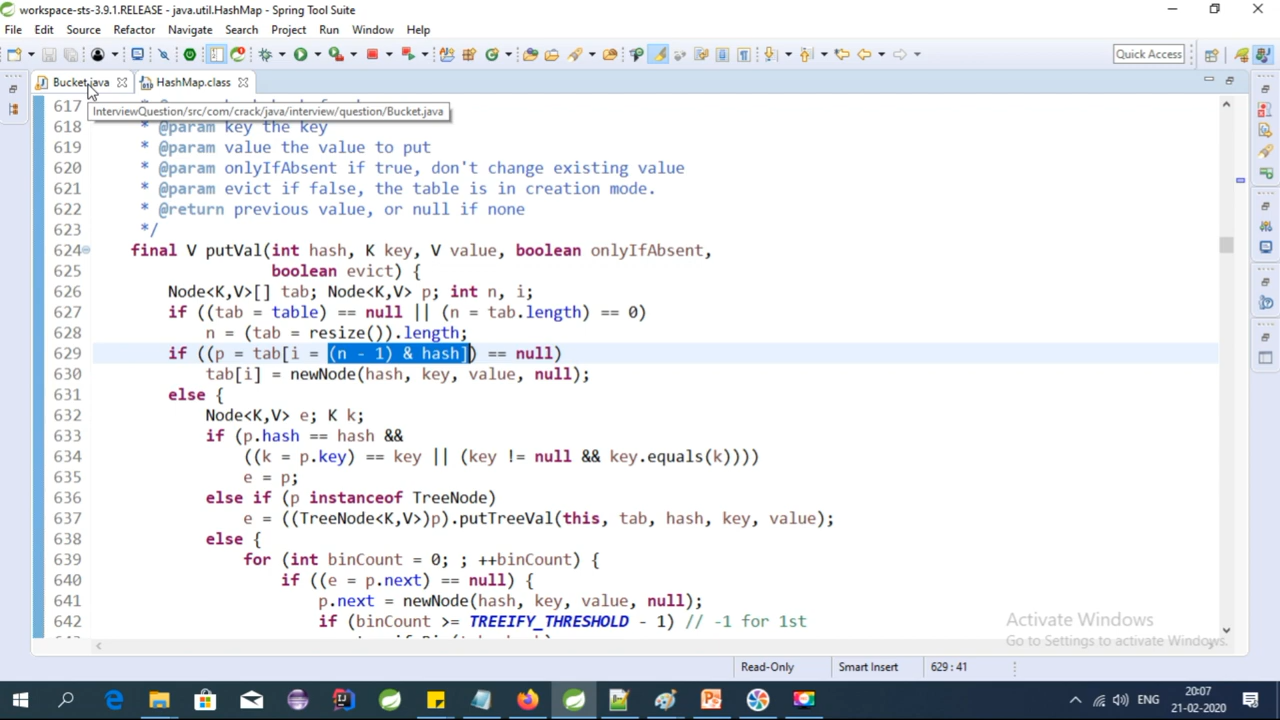 workspace-sts-3.9.1.RELEASE - java.util.HashMap - Spring Tool Suite
File Edit Source Refactor Navigate Search Project Run Window Help
Quick Access
Bucket.java HashMap.class
InterviewQuestion/src/com/crack/java/interview/question/Bucket.java
617
618 * @param key the key
619 * @param value the value to put
620 * @param onlyIfAbsent if true, don't change existing value
621 * @param evict if false, the table is in creation mode.
622 * @return previous value, or null if none
623 */
624 final V putVal(int hash, K key, V value, boolean onlyIfAbsent,
625 boolean evict) {
626 Node<K,V>[] tab; Node<K,V> p; int n, i;
627 if ((tab = table) == null || (n = tab.length) == 0)
628 n = (tab = resize()).length;
629 if ((p = tab[i = (n - 1) & hash]) == null)
630 tab[i] = newNode(hash, key, value, null);
631 else {
632 Node<K,V> e; K k;
633 if (p.hash == hash &&
634 ((k = p.key) == key || (key != null && key.equals(k))))
635 e = p;
636 else if (p instanceof TreeNode)
637 e = ((TreeNode<K,V>)p).putTreeVal(this, tab, hash, key, value);
638 else {
639 for (int binCount = 0; ; ++binCount) {
640 if ((e = p.next) == null) {
641 p.next = newNode(hash, key, value, null);
642 if (binCount >= TREEIFY_THRESHOLD - 1) // -1 for 1st
Activate Windows
Go to Settings to activate Windows.
Read-Only Smart Insert 629 : 41
ENG 20:07
21-02-2020